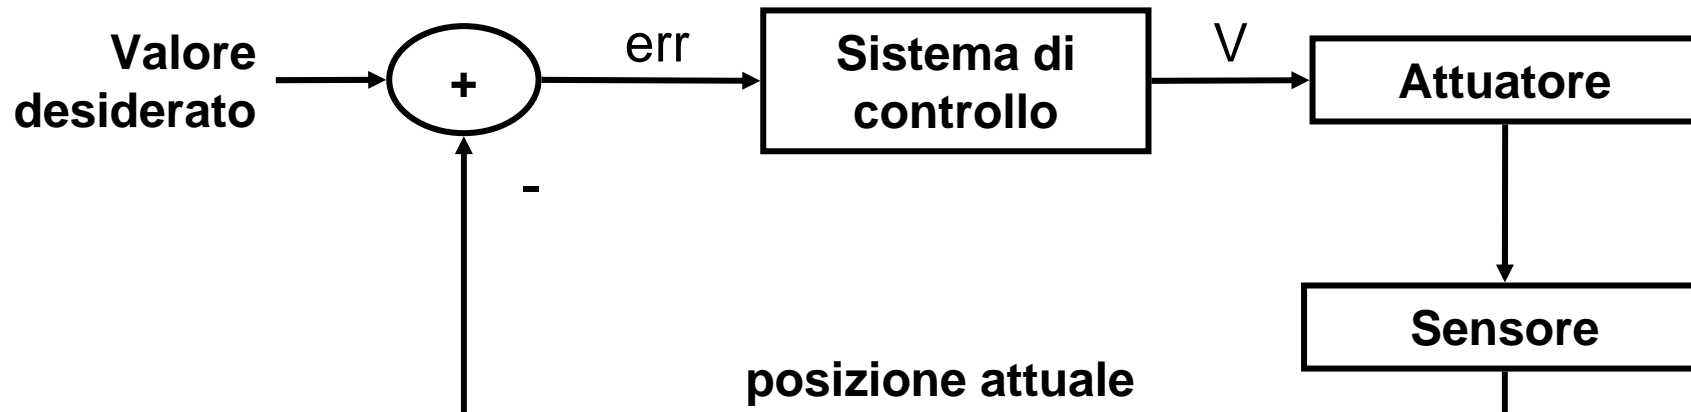 Valore
desiderato
+
-
err
Sistema di
controllo
V
Attuatore
Sensore
posizione attuale